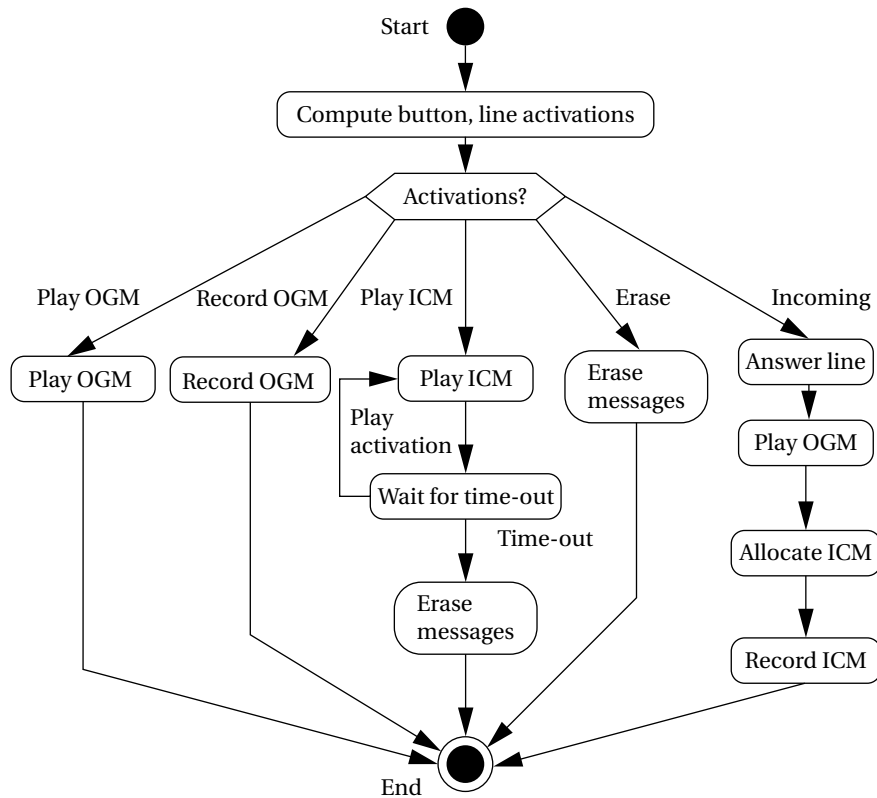 Start
Compute button, line activations
Activations?
Play OGM
Record OGM
Play ICM
Erase
Incoming
Play OGM
Record OGM
Play ICM
Erase
messages
Answer line
Play
activation
Play OGM
Wait for time-out
Time-out
Allocate ICM
Erase
messages
Record ICM
End